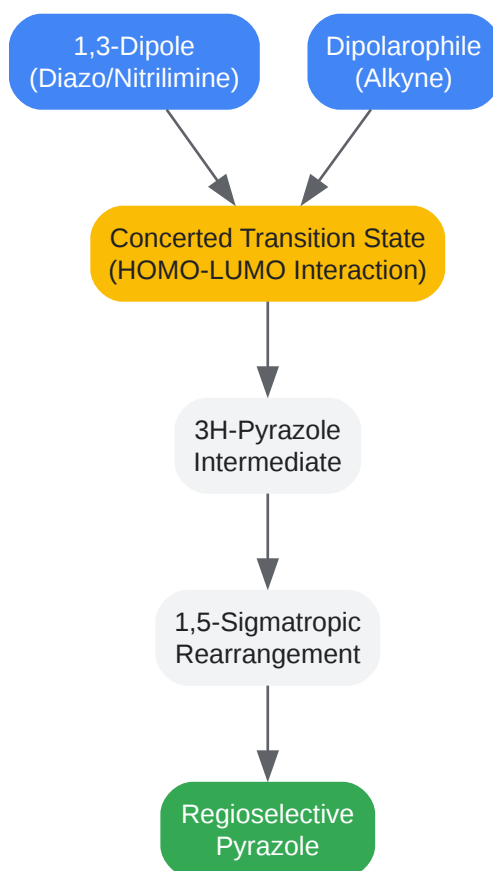 1,3-Dipole
(Diazo/Nitrilimine)
Dipolarophile
(Alkyne)
Concerted Transition State
(HOMO-LUMO Interaction)
3H-Pyrazole
Intermediate
1,5-Sigmatropic
Rearrangement
Regioselective
Pyrazole